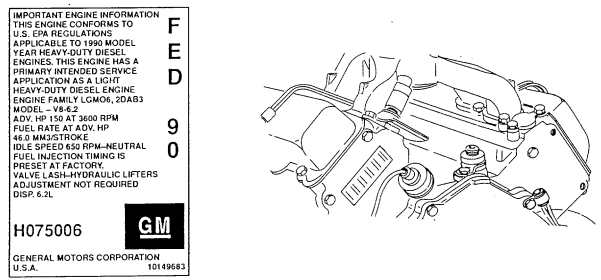 IMPORTANT ENGINE INFORMATION
THIS ENGINE CONFORMS TO
U.S. EPA REGULATIONS
APPLICABLE TO 1990 MODEL
YEAR HEAVY-DUTY DIESEL
ENGINES. THIS ENGINE HAS A
PRIMARY INTENDED SERVICE
APPLICATION AS A LIGHT
HEAVY-DUTY DIESEL ENGINE
ENGINE FAMILY LGMO6, 2DAB3
MODEL – V8-6.2
ADV. HP 150 AT 3600 RPM
FUEL RATE AT ADV. HP
46.0 MM3/STROKE
IDLE SPEED 650 RPM–NEUTRAL
FUEL INJECTION TIMING IS
PRESET AT FACTORY.
VALVE LASH–HYDRAULIC LIFTERS
ADJUSTMENT NOT REQUIRED
DISP. 6.2L
F
E
D
9
0
H075006
GM
GENERAL MOTORS CORPORATION
U.S.A. 10149683